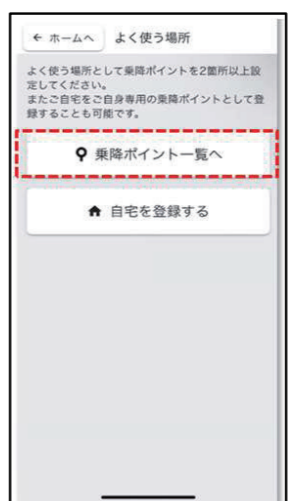 ← ホームへ よく使う場所
よく使う場所として乗降ポイントを2箇所以上設
定してください。
またご自宅をご自身専用の乗降ポイントとして登
録することも可能です。
乗降ポイント一覧へ
自宅を登録する